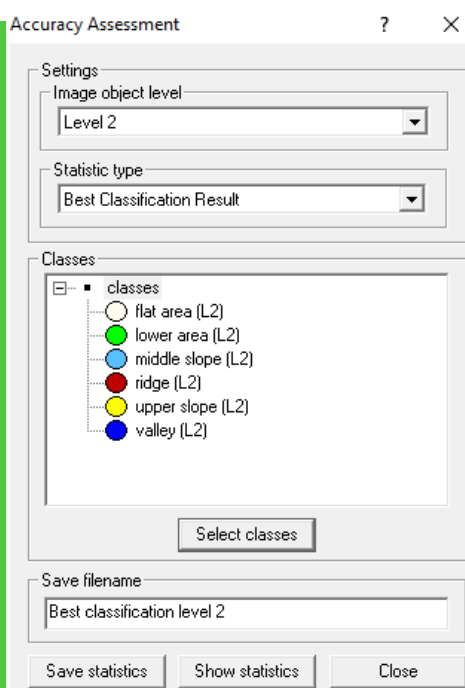 Accuracy Assessment ? ×
Settings
Image object level
Level 2
Statistic type
Best Classification Result
Classes
classes
flat area (L2)
lower area (L2)
middle slope (L2)
ridge (L2)
upper slope (L2)
valley (L2)
Select classes
Save filename
Best classification level 2
Save statistics Show statistics Close